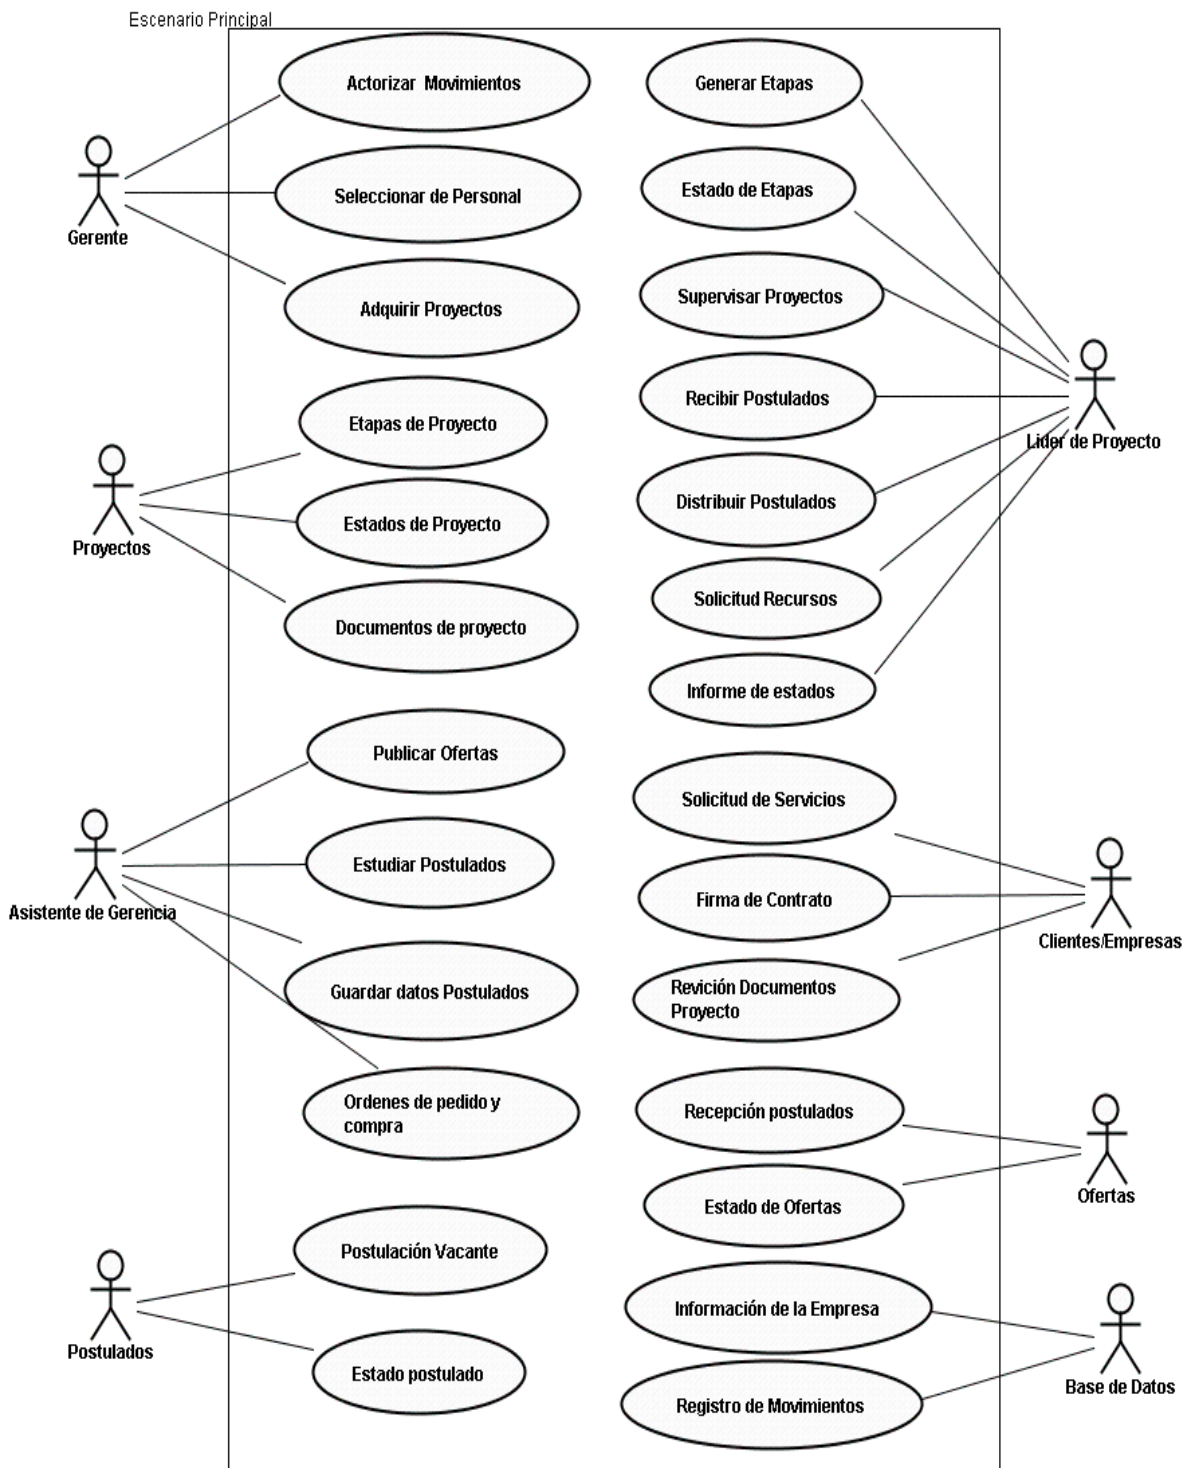 Escenario Principal
Actorizar  Movimientos
Seleccionar de Personal
Adquirir Proyectos
Gerente
Etapas de Proyecto
Estados de Proyecto
Documentos de proyecto
Proyectos
Publicar Ofertas
Estudiar Postulados
Guardar datos Postulados
Ordenes de pedido y
compra
Asistente de Gerencia
Postulación Vacante
Estado postulado
Postulados
Generar Etapas
Estado de Etapas
Supervisar Proyectos
Recibir Postulados
Distribuir Postulados
Solicitud Recursos
Informe de estados
Lider de Proyecto
Solicitud de Servicios
Firma de Contrato
Revición Documentos
Proyecto
Clientes/Empresas
Recepción postulados
Estado de Ofertas
Ofertas
Información de la Empresa
Registro de Movimientos
Base de Datos